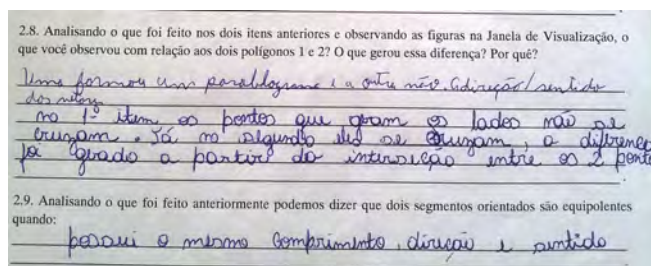 2.8. Analisando o que foi feito nos dois itens anteriores e observando as figuras na Janela de Visualização, o
que você observou com relação aos dois polígonos 1 e 2? O que gerou essa diferença? Por quê?
Uma formou um paralelogramo e a outra não. A direção/sentido
dos vetores
no 1º item os pontos que geram os lados não se
cruzam. Já no segundo eles se cruzam, a diferença
foi gerado a partir da interseção entre os 2 ponto
2.9. Analisando o que foi feito anteriormente podemos dizer que dois segmentos orientados são equipolentes
quando:
possui o mesmo comprimento, direção e sentido